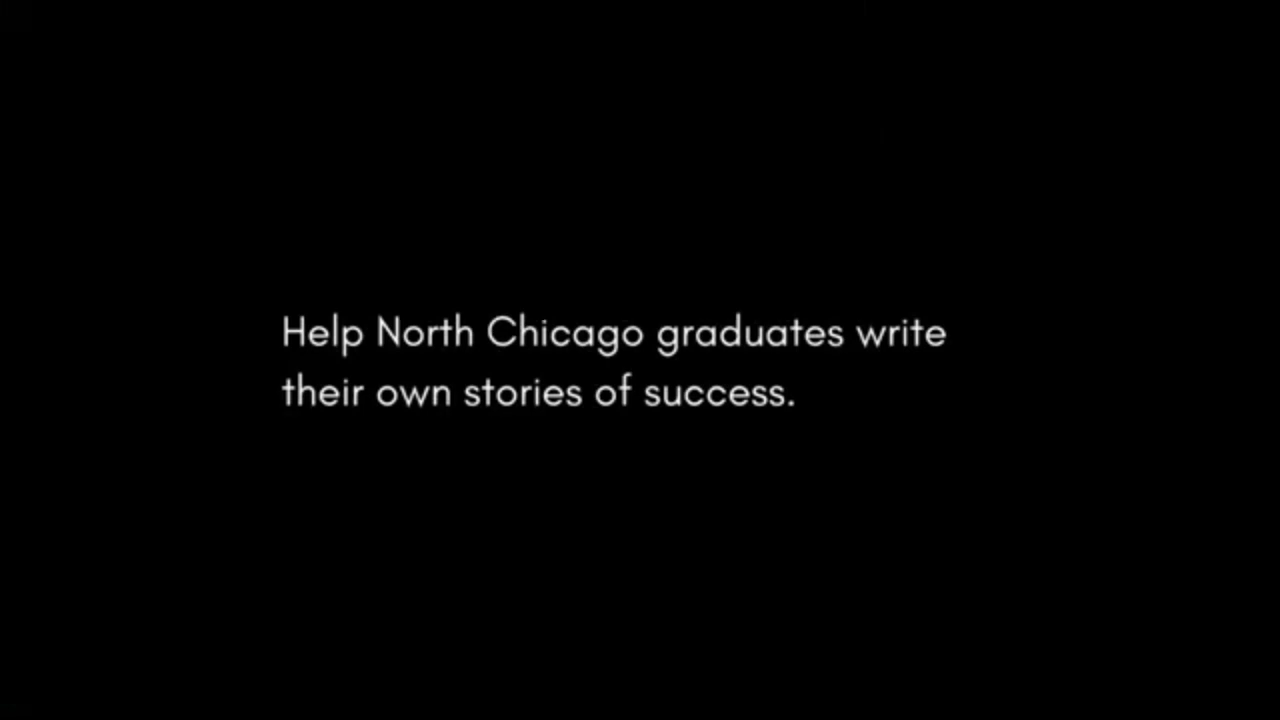 Help North Chicago graduates write
their own stories of success.